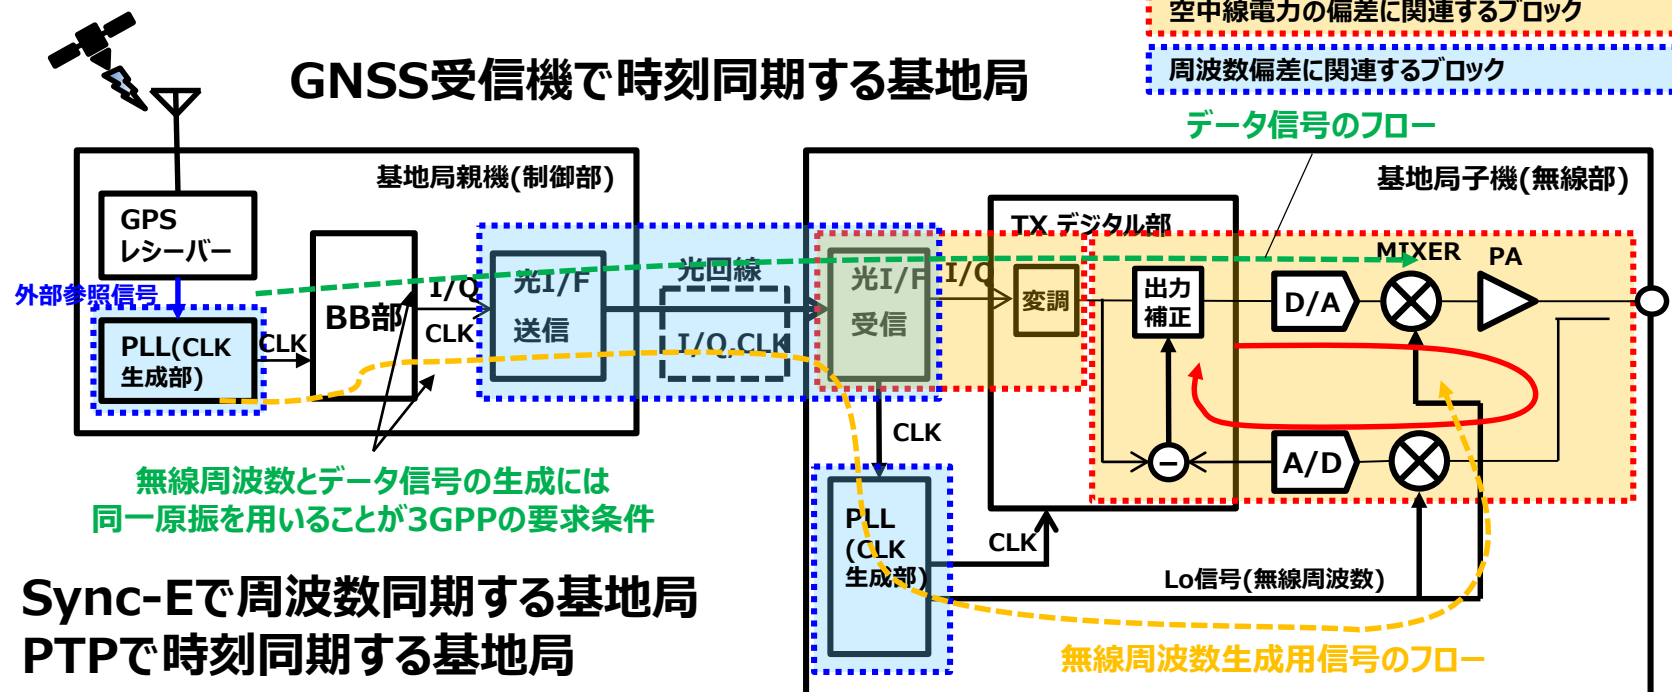 空中線電力の偏差に関連するブロック
周波数偏差に関連するブロック
GNSS受信機で時刻同期する基地局
データ信号のフロー
基地局親機(制御部)
GPS
レシーバー
外部参照信号
PLL(CLK
生成部)
CLK
BB部
I/Q
CLK
光I/F
送信
光回線
I/Q,CLK
基地局子機(無線部)
TX デジタル部
光I/F
受信
I/Q
変調
出力
補正
D/A
MIXER
PA
A/D
−
CLK
PLL
(CLK
生成部)
CLK
Lo信号(無線周波数)
無線周波数とデータ信号の生成には
同一原振を用いることが3GPPの要求条件
Sync-Eで周波数同期する基地局
PTPで時刻同期する基地局
無線周波数生成用信号のフロー